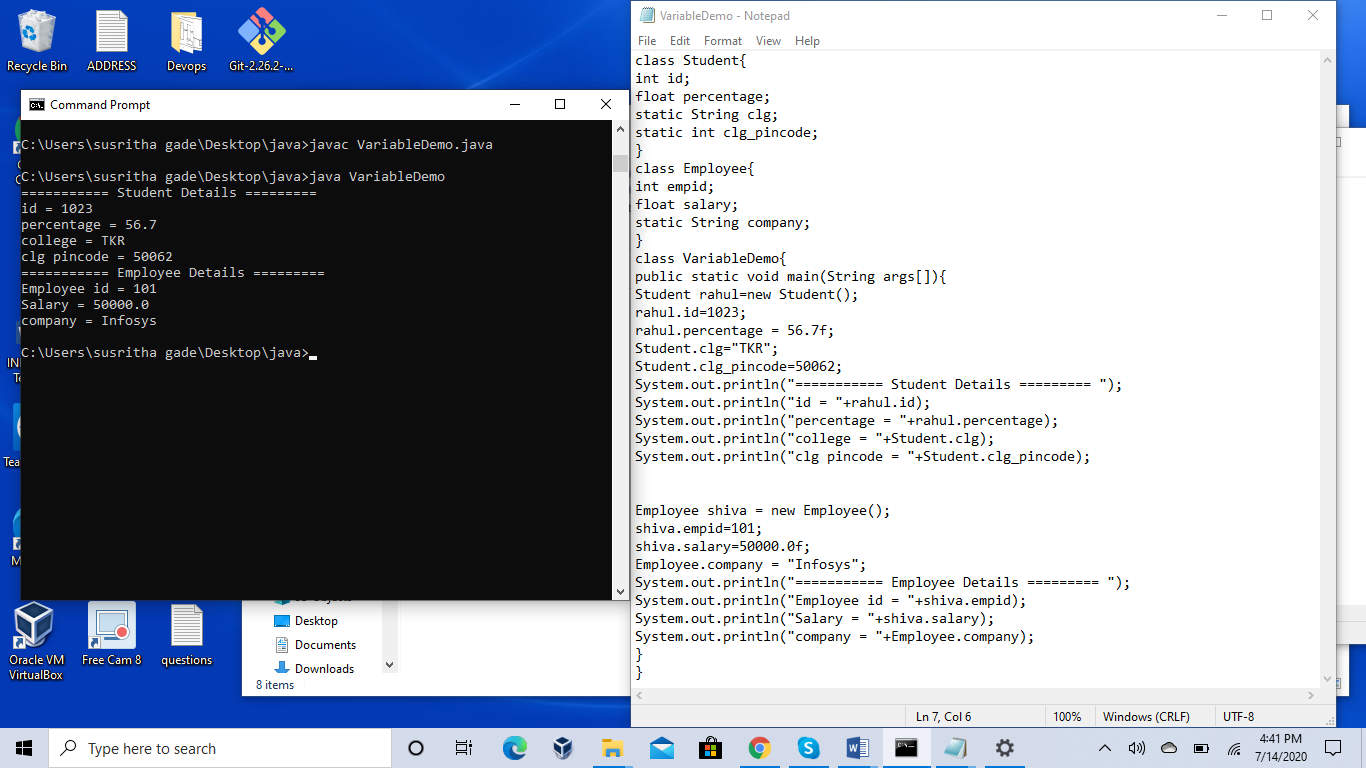 Recycle Bin
ADDRESS
Devops
Git-2.26.2-...
Command Prompt
C:\Users\susritha gade\Desktop\java>javac VariableDemo.java
C:\Users\susritha gade\Desktop\java>java VariableDemo
=========== Student Details =========
id = 1023
percentage = 56.7
college = TKR
clg pincode = 50062
=========== Employee Details =========
Employee id = 101
Salary = 50000.0
company = Infosys
C:\Users\susritha gade\Desktop\java>
VariableDemo - Notepad
File Edit Format View Help
class Student{
int id;
float percentage;
static String clg;
static int clg_pincode;
}
class Employee{
int empid;
float salary;
static String company;
}
class VariableDemo{
public static void main(String args[]){
Student rahul=new Student();
rahul.id=1023;
rahul.percentage = 56.7f;
Student.clg="TKR";
Student.clg_pincode=50062;
System.out.println("=========== Student Details ========= ");
System.out.println("id = "+rahul.id);
System.out.println("percentage = "+rahul.percentage);
System.out.println("college = "+Student.clg);
System.out.println("clg pincode = "+Student.clg_pincode);
Employee shiva = new Employee();
shiva.empid=101;
shiva.salary=50000.0f;
Employee.company = "Infosys";
System.out.println("=========== Employee Details ========= ");
System.out.println("Employee id = "+shiva.empid);
System.out.println("Salary = "+shiva.salary);
System.out.println("company = "+Employee.company);
}
}
Ln 7, Col 6
100%
Windows (CRLF)
UTF-8
Desktop
Documents
Downloads
8 items
Oracle VM
VirtualBox
Free Cam 8
questions
Type here to search
4:41 PM
7/14/2020